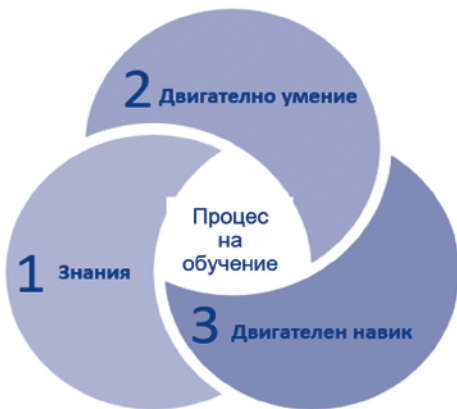 2 Двигателно умение
Процес
на
обучение
1 Знания
3 Двигателен навик